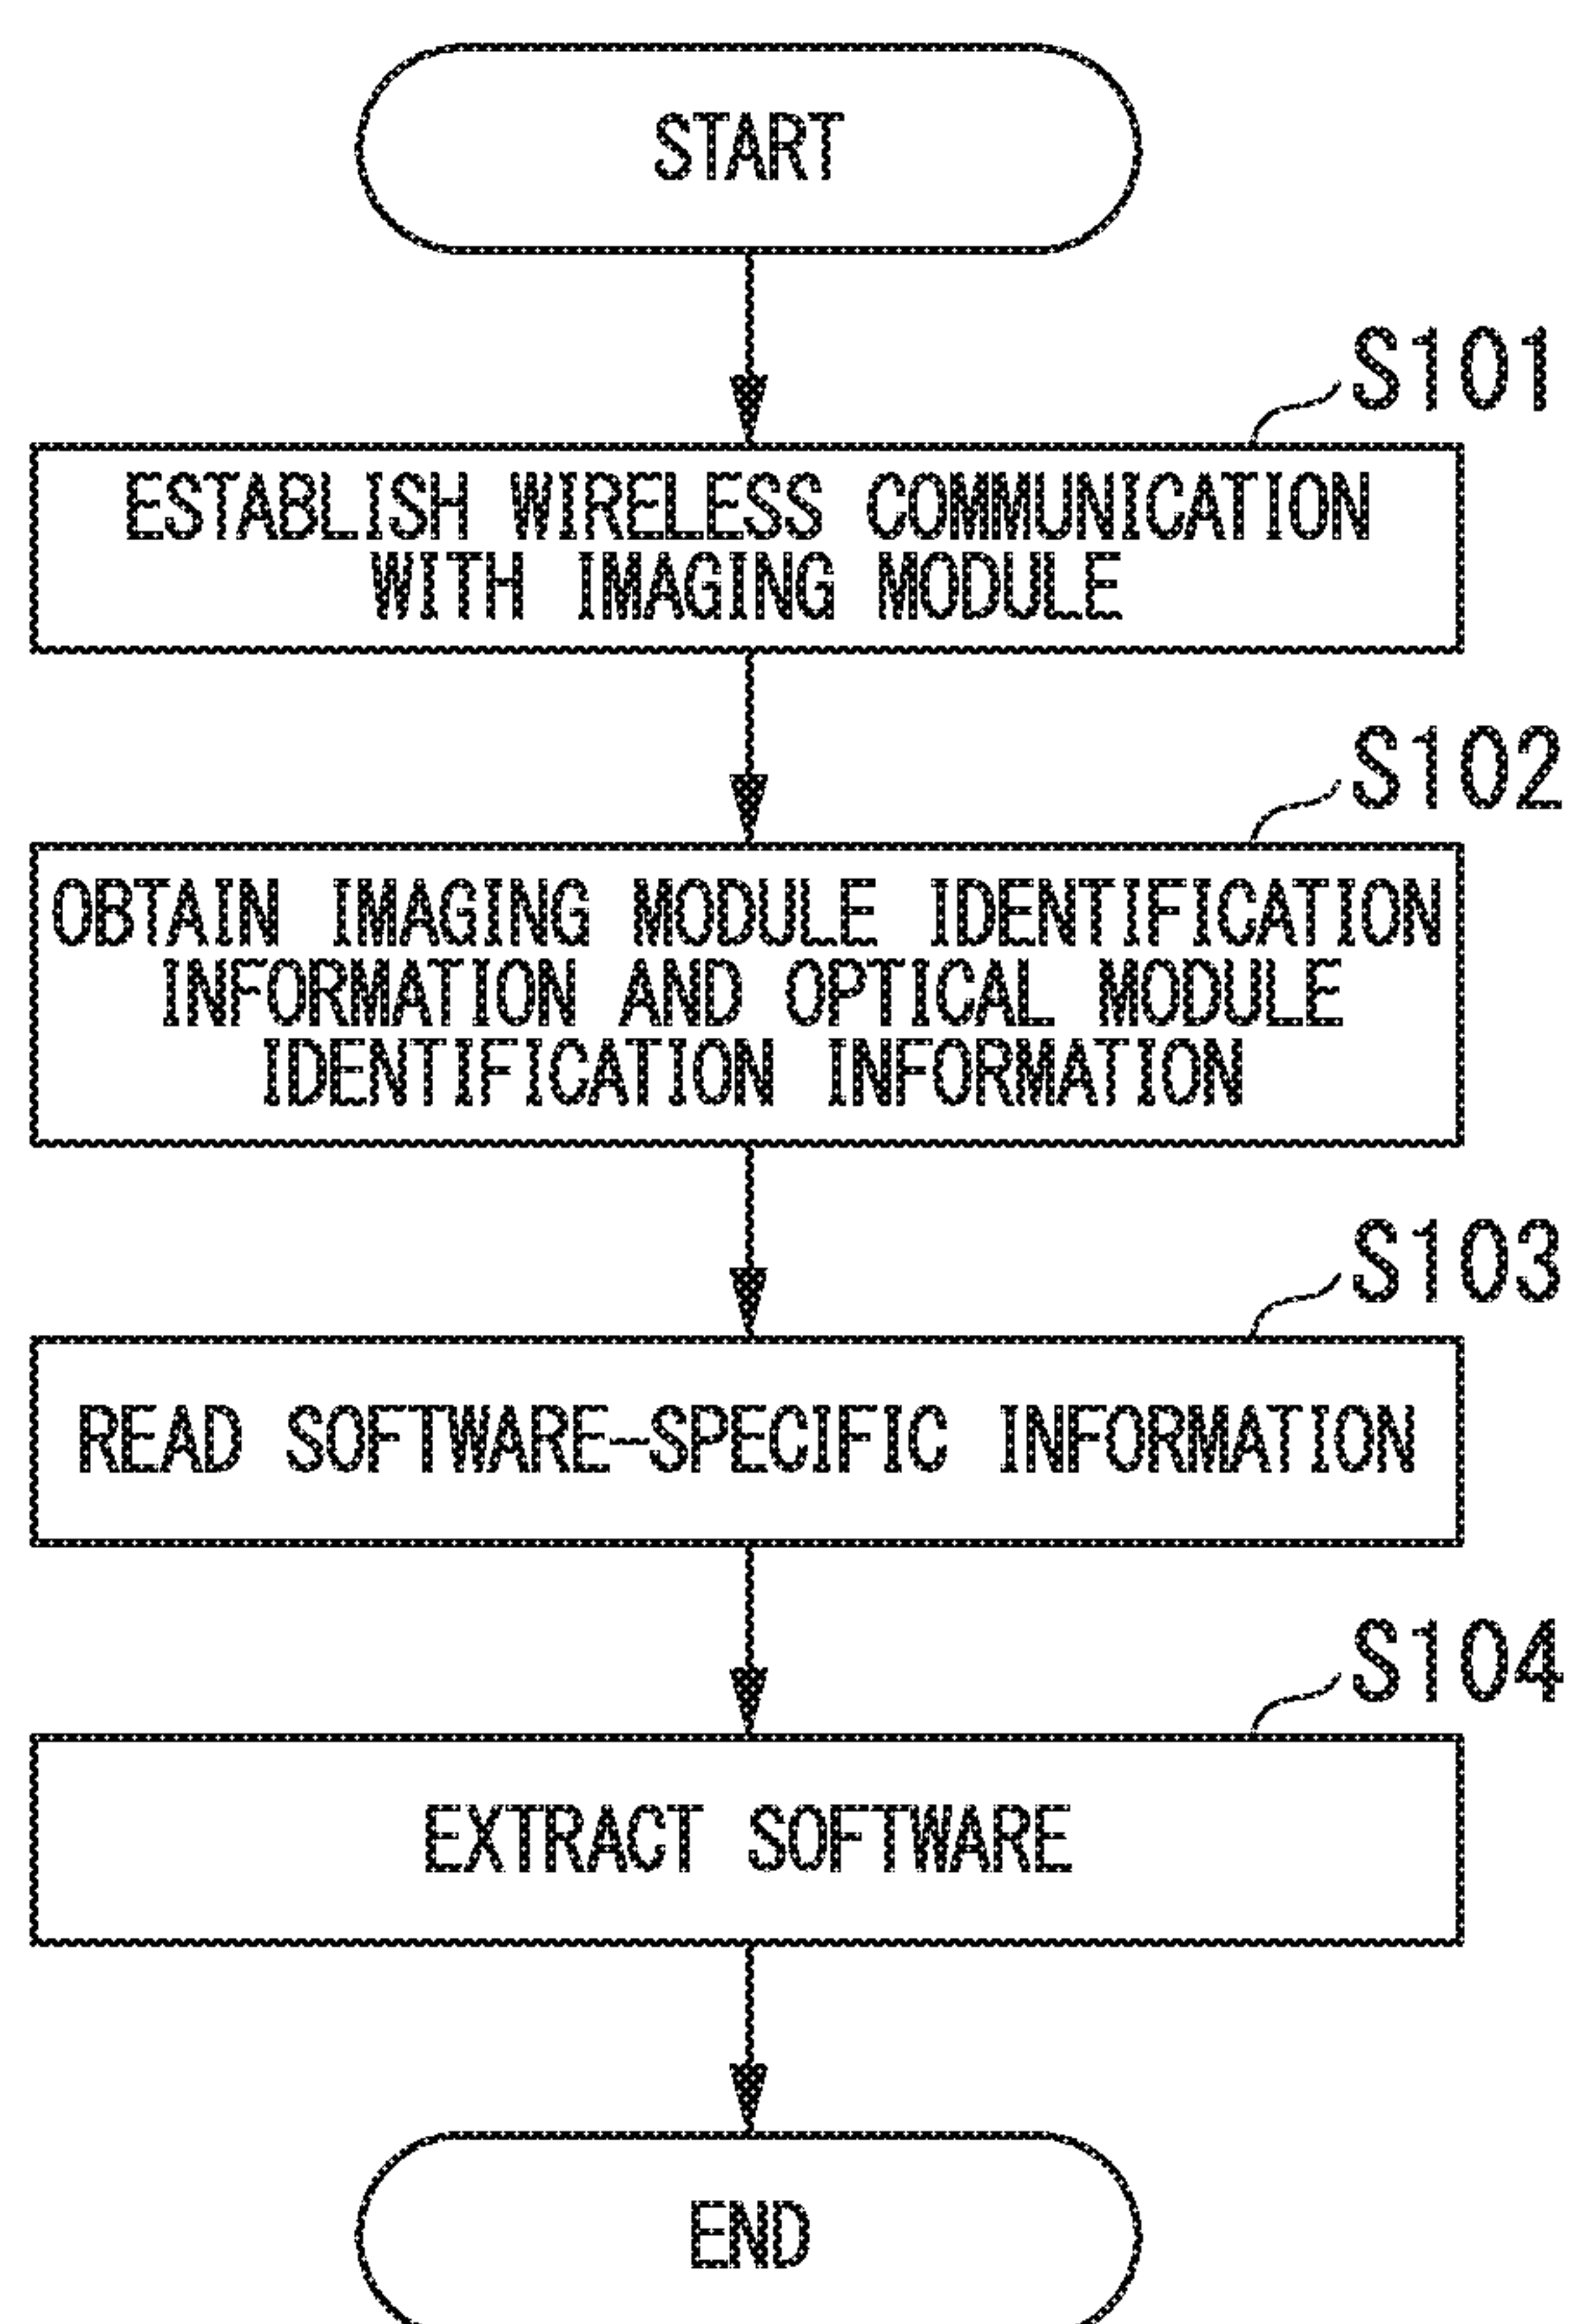 START
S101
ESTABLISH WIRELESS COMMUNICATION
WITH IMAGING MODULE
S102
OBTAIN IMAGING MODULE IDENTIFICATION
INFORMATION AND OPTICAL MODULE
IDENTIFICATION INFORMATION
S103
READ SOFTWARE-SPECIFIC INFORMATION
S104
EXTRACT SOFTWARE
END